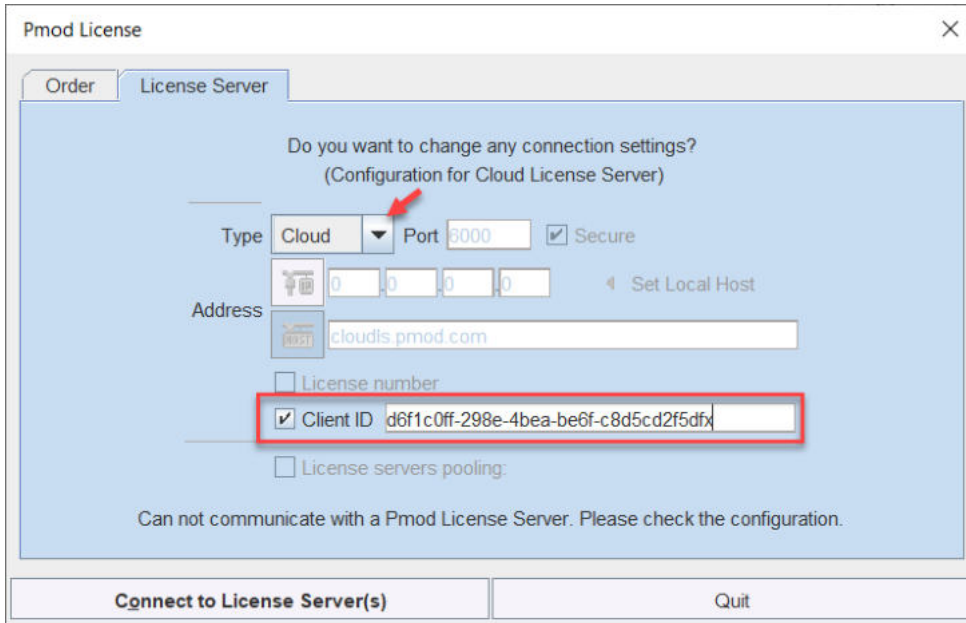 Pmod License
Order License Server
Do you want to change any connection settings?
(Configuration for Cloud License Server)
Type Cloud Port 6000 Secure
0 .0 .0 .0 Set Local Host
Address
HOST cloudls.pmod.com
License number
Client ID d6f1c0ff-298e-4bea-be6f-c8d5cd2f5dfx
License servers pooling:
Can not communicate with a Pmod License Server. Please check the configuration.
Connect to License Server(s) Quit